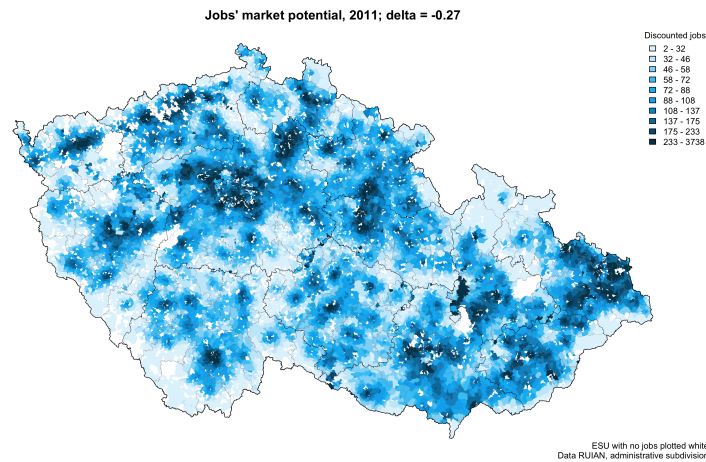 Jobs' market potential, 2011; delta = -0.27
Discounted jobs
2 - 32
32 - 46
46 - 58
58 - 72
72 - 88
88 - 108
108 - 137
137 - 175
175 - 233
233 - 3738
ESU with no jobs plotted white
Data RUIAN, administrative subdivision